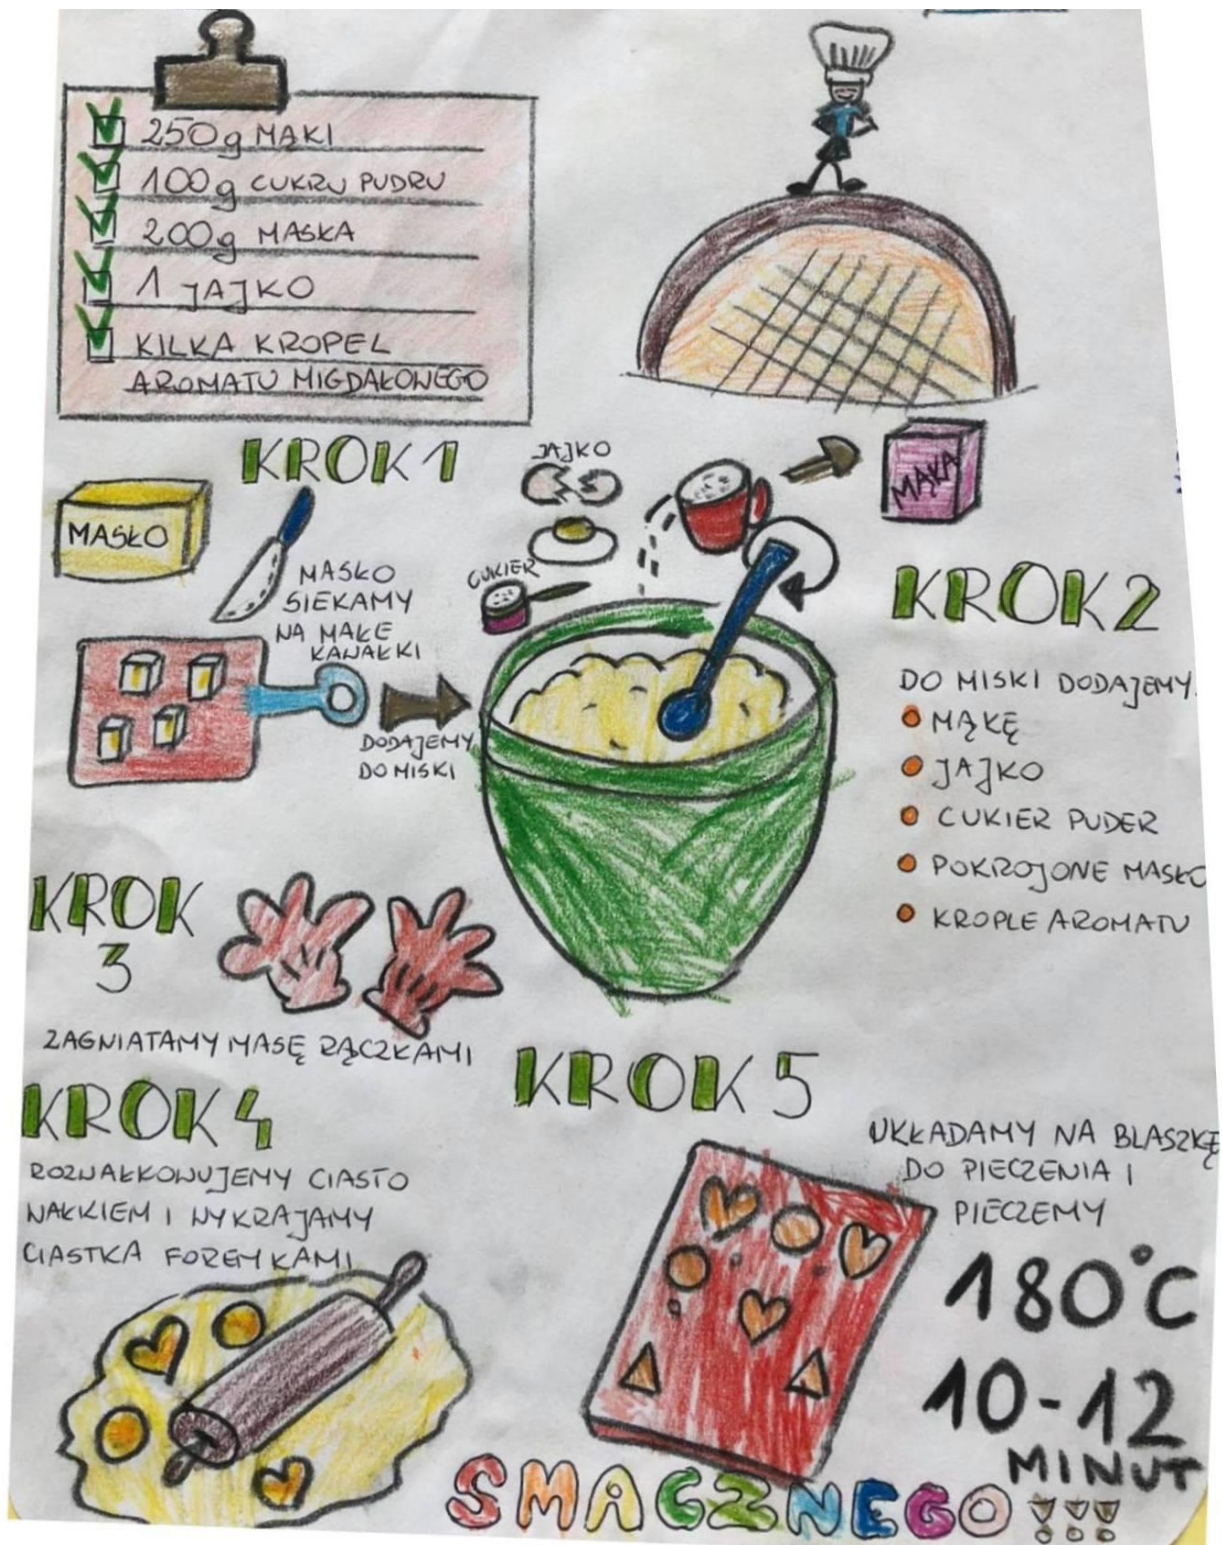 250g MĄKI
100g CUKRU PUDRU
200g MASŁA
1 JAJKO
KILKA KROPEL
AROMATU MIGDAŁOWEGO
KROK 1
MASŁO
MASŁO
SIEKAMY
NA MAŁE
KAWAŁKI
DODAJEMY
DO MISKI
JAJKO
CUKIER
MĄKA
KROK 2
DO MISKI DODAJEMY
MĄKĘ
JAJKO
CUKIER PUDER
POKROJONE MASŁO
KROPLE AROMATU
KROK
3
ZAGNIATAMY MASĘ RĄCZKAMI
KROK 4
ROZWAŁKOWUJEMY CIASTO
WAŁKIEM I WYKRAJAMY
CIASTKA FOREMKAMI
KROK 5
UKŁADAMY NA BLASZKĘ
DO PIECZENIA I
PIECZEMY
180°C
10-12
MINUT
SMACZNEGO!!!